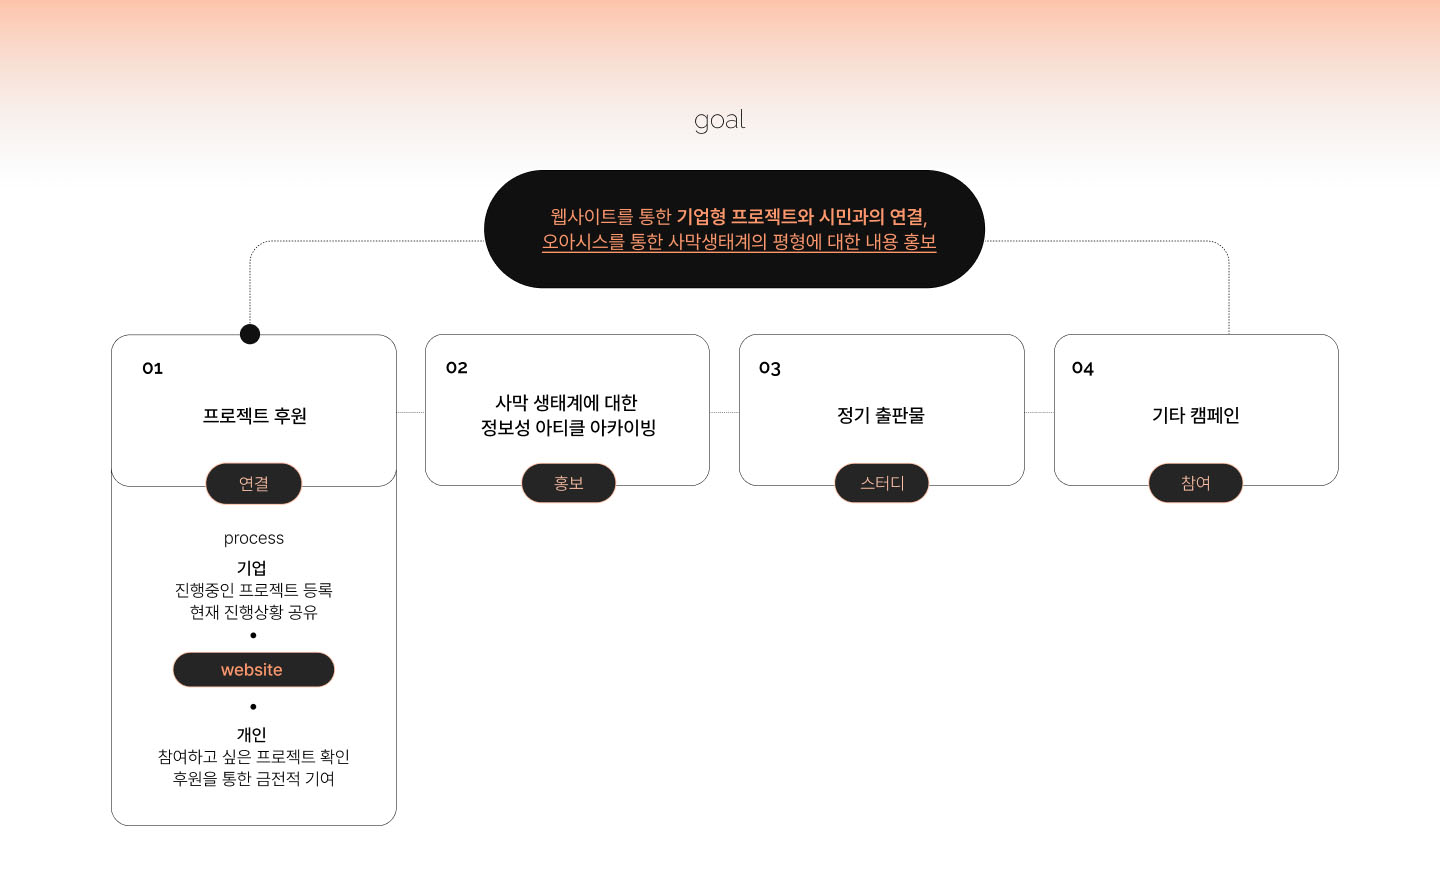 goal
웹사이트를 통한 기업형 프로젝트와 시민과의 연결,
오아시스를 통한 사막생태계의 평형에 대한 내용 홍보
01
프로젝트 후원
연결
process
기업
진행중인 프로젝트 등록
현재 진행상황 공유
website
개인
참여하고 싶은 프로젝트 확인
후원을 통한 금전적 기여
02
사막 생태계에 대한
정보성 아티클 아카이빙
홍보
03
정기 출판물
스터디
04
기타 캠페인
참여